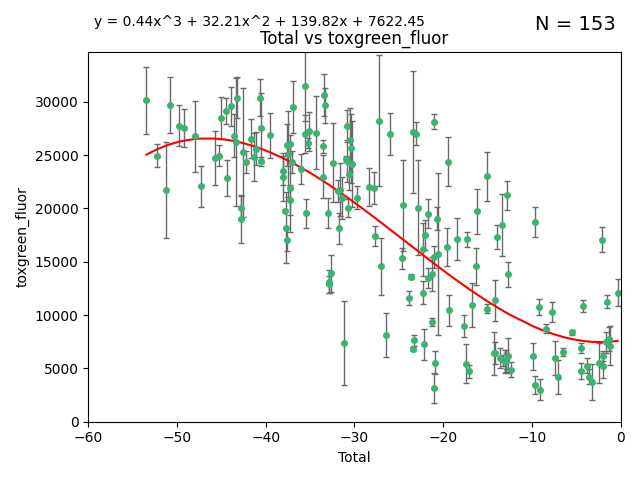 y = 0.44x^3 + 32.21x^2 + 139.82x + 7622.45
N = 153
Total vs toxgreen_fluor
30000
25000
20000
15000
10000
5000
0
toxgreen_fluor
−60
−50
−40
−30
−20
−10
0
Total